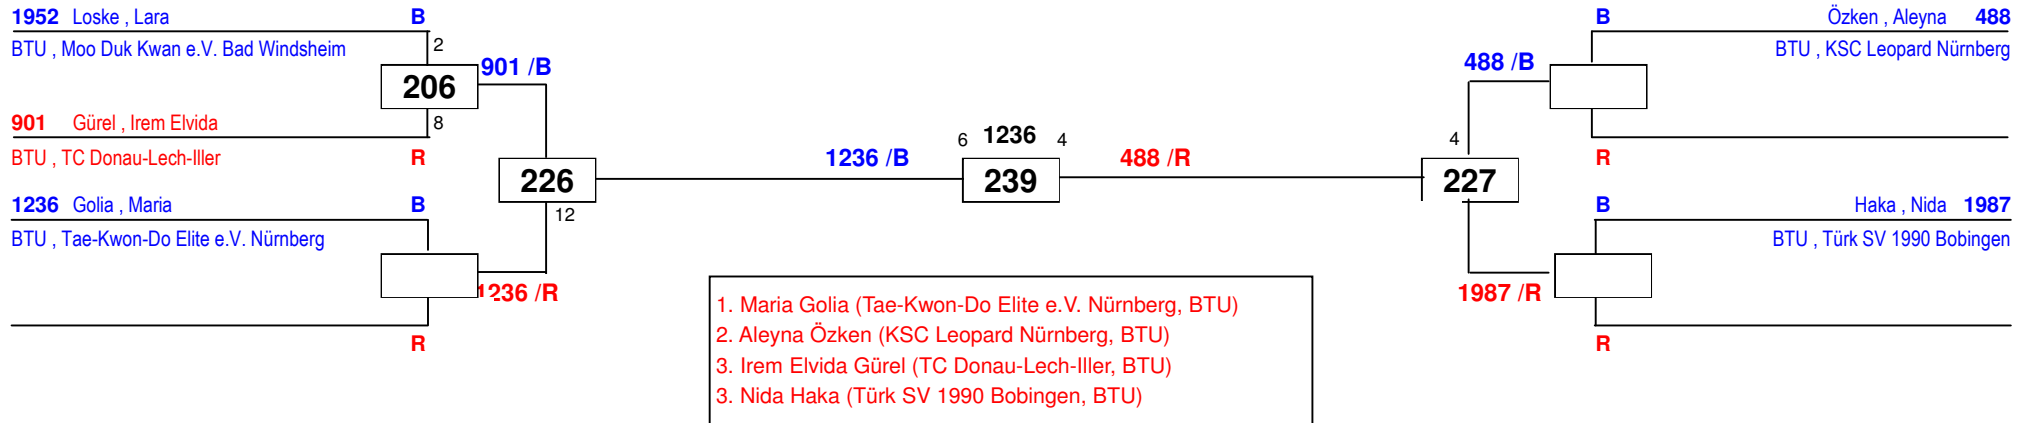 1952 Loske , Lara B
BTU , Moo Duk Kwan e.V. Bad Windsheim
2
206
901 /B
8
901 Gürel , Irem Elvida
BTU , TC Donau-Lech-Iller R
226
12
1236 Golia , Maria B
BTU , Tae-Kwon-Do Elite e.V. Nürnberg
1236 /R
R
1236 /B
6 1236 4
239
488 /R
B Özken , Aleyna 488
BTU , KSC Leopard Nürnberg
488 /B
R
4
227
B Haka , Nida 1987
BTU , Türk SV 1990 Bobingen
1987 /R
R
1. Maria Golia (Tae-Kwon-Do Elite e.V. Nürnberg, BTU)
2. Aleyna Özken (KSC Leopard Nürnberg, BTU)
3. Irem Elvida Gürel (TC Donau-Lech-Iller, BTU)
3. Nida Haka (Türk SV 1990 Bobingen, BTU)